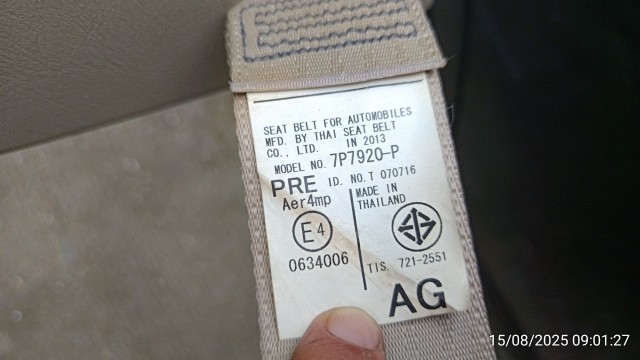 SEAT BELT FOR AUTOMOBILES
MFD. BY THAI SEAT BELT
CO., LTD. IN 2013
MODEL NO. 7P7920-P
PRE ID. NO. T 070716
Aer4mp
MADE IN
THAILAND
E4
0634006
TIS. 721-2551
AG
15/08/2025 09:01:27